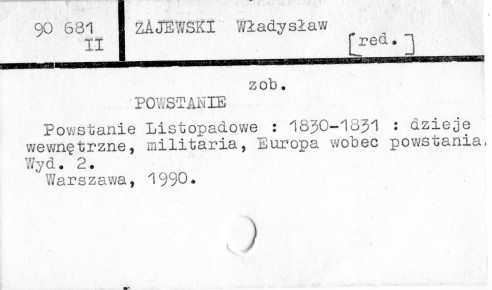 90 681
II
ZAJEWSKI Władysław
[red.]
zob.
POWSTANIE
Powstanie Listopadowe : 1830-1831 : dzieje
wewnętrzne, militaria, Europa wobec powstania.
Wyd. 2.
Warszawa, 1990.